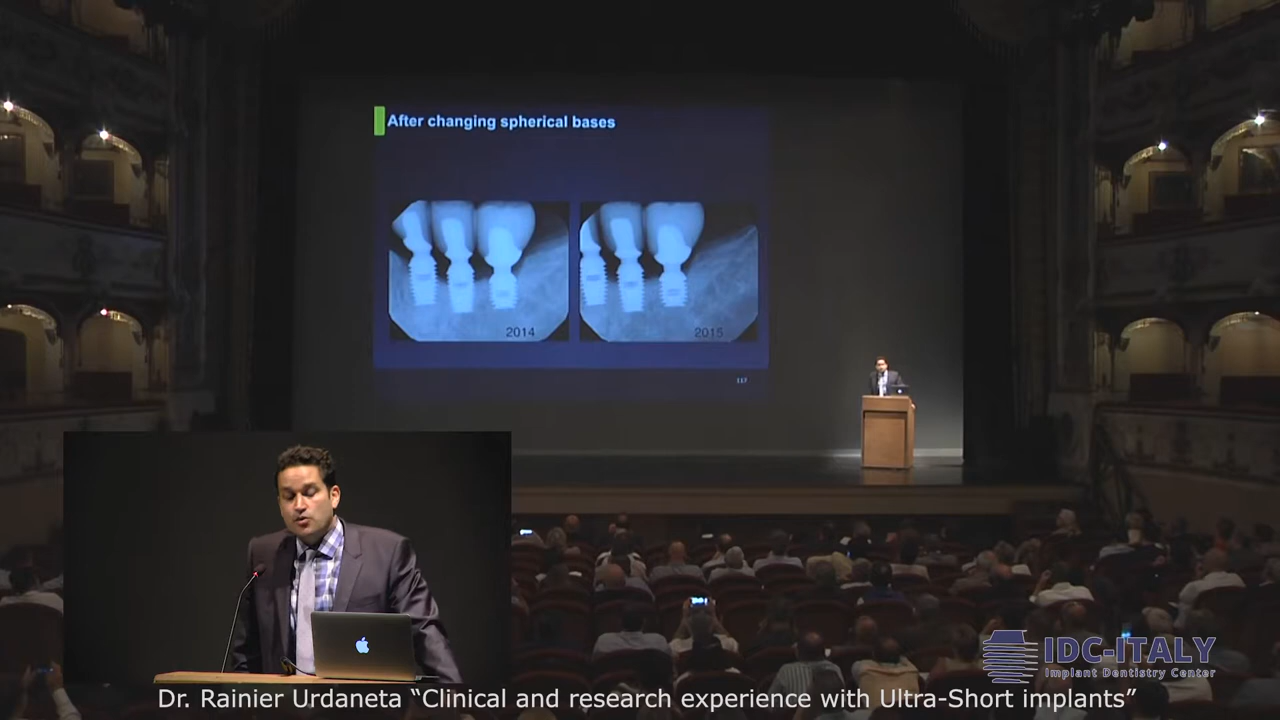 After changing spherical bases
2014
2015
117
IDC-ITALY
Implant Dentistry Center
Dr. Rainier Urdaneta “Clinical and research experience with Ultra-Short implants”